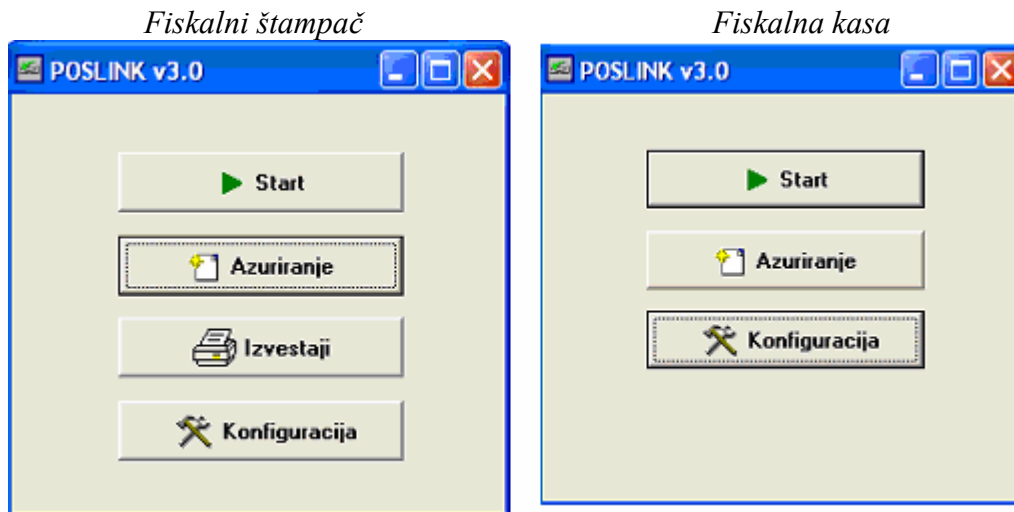 Fiskalni štampač
POSLINK v3.0
Start
Azuriranje
Izvestaji
Konfiguracija
Fiskalna kasa
POSLINK v3.0
Start
Azuriranje
Konfiguracija